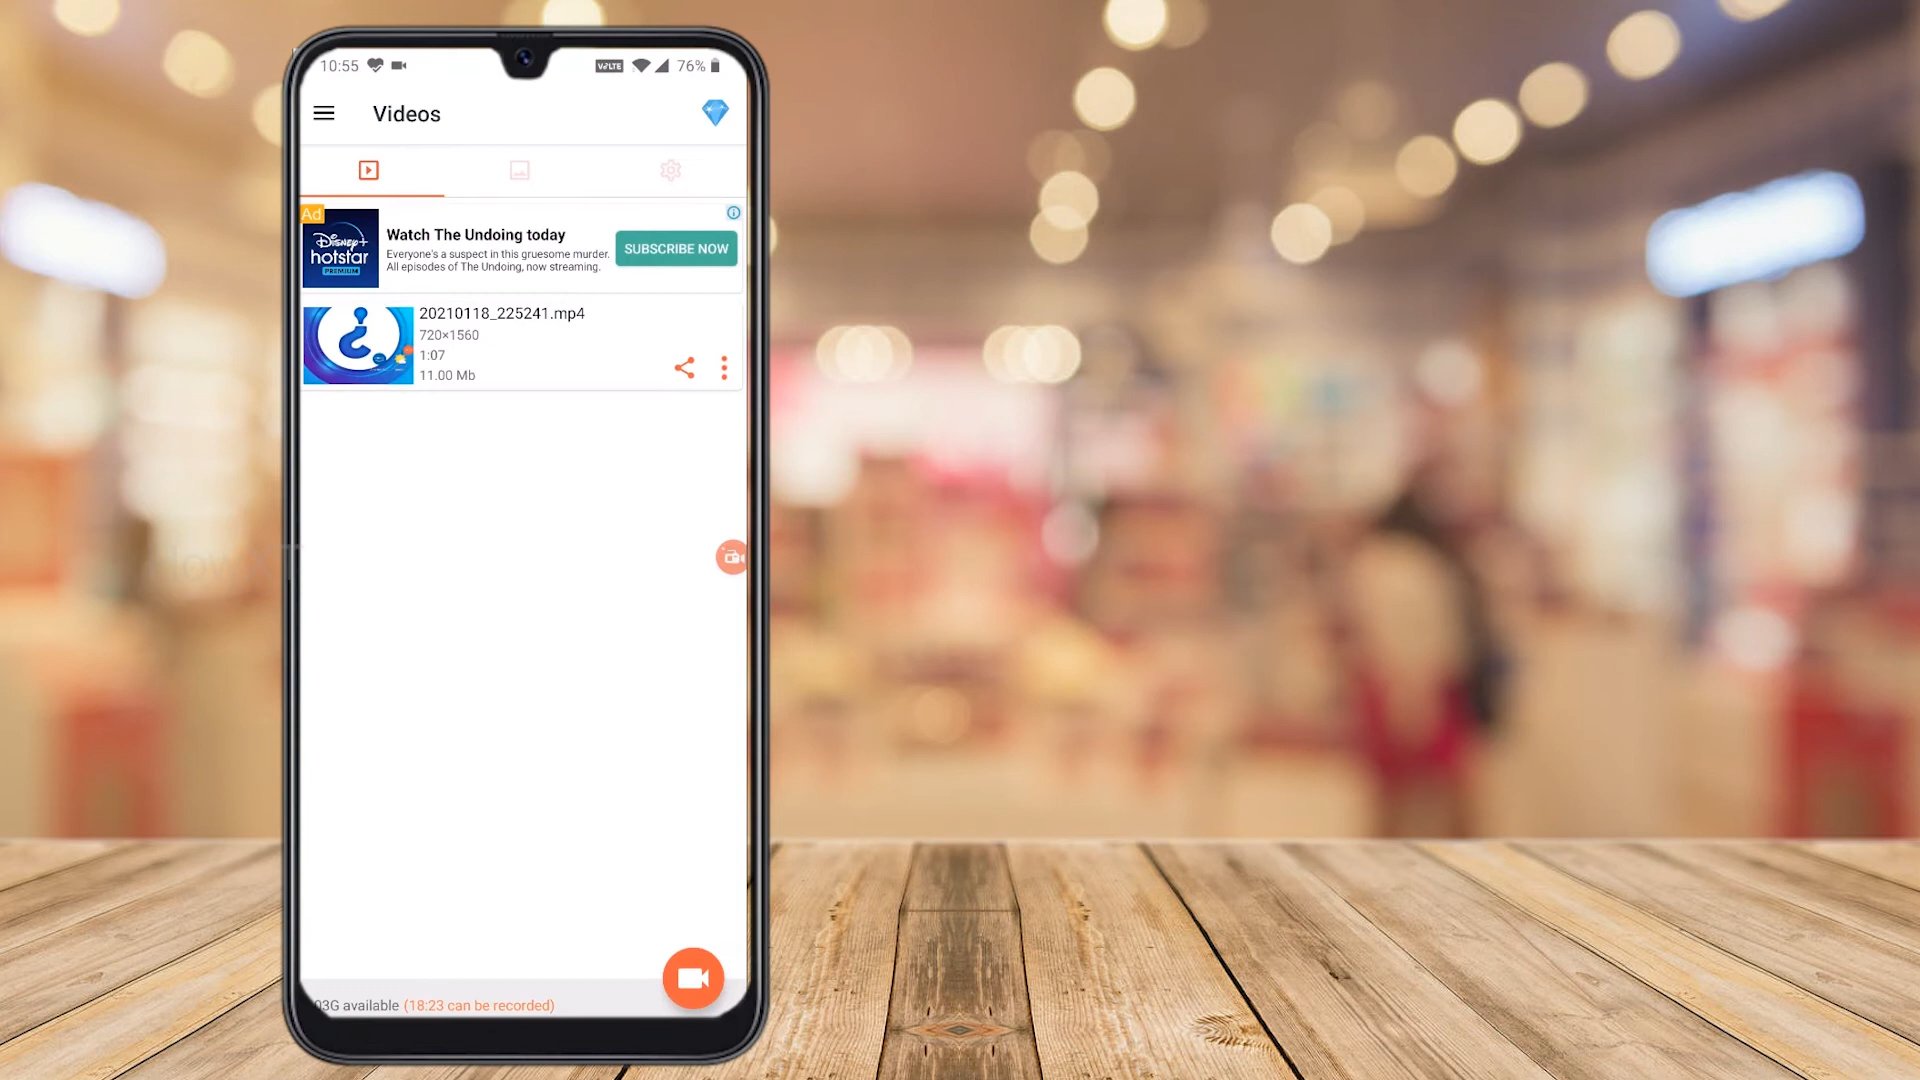 10:55
VoLTE
76%
Videos
Ad
Disney+
hotstar
PREMIUM
Watch The Undoing today
Everyone's a suspect in this gruesome murder.
All episodes of The Undoing, now streaming.
SUBSCRIBE NOW
20210118_225241.mp4
720×1560
1:07
11.00 Mb
03G available (18:23 can be recorded)